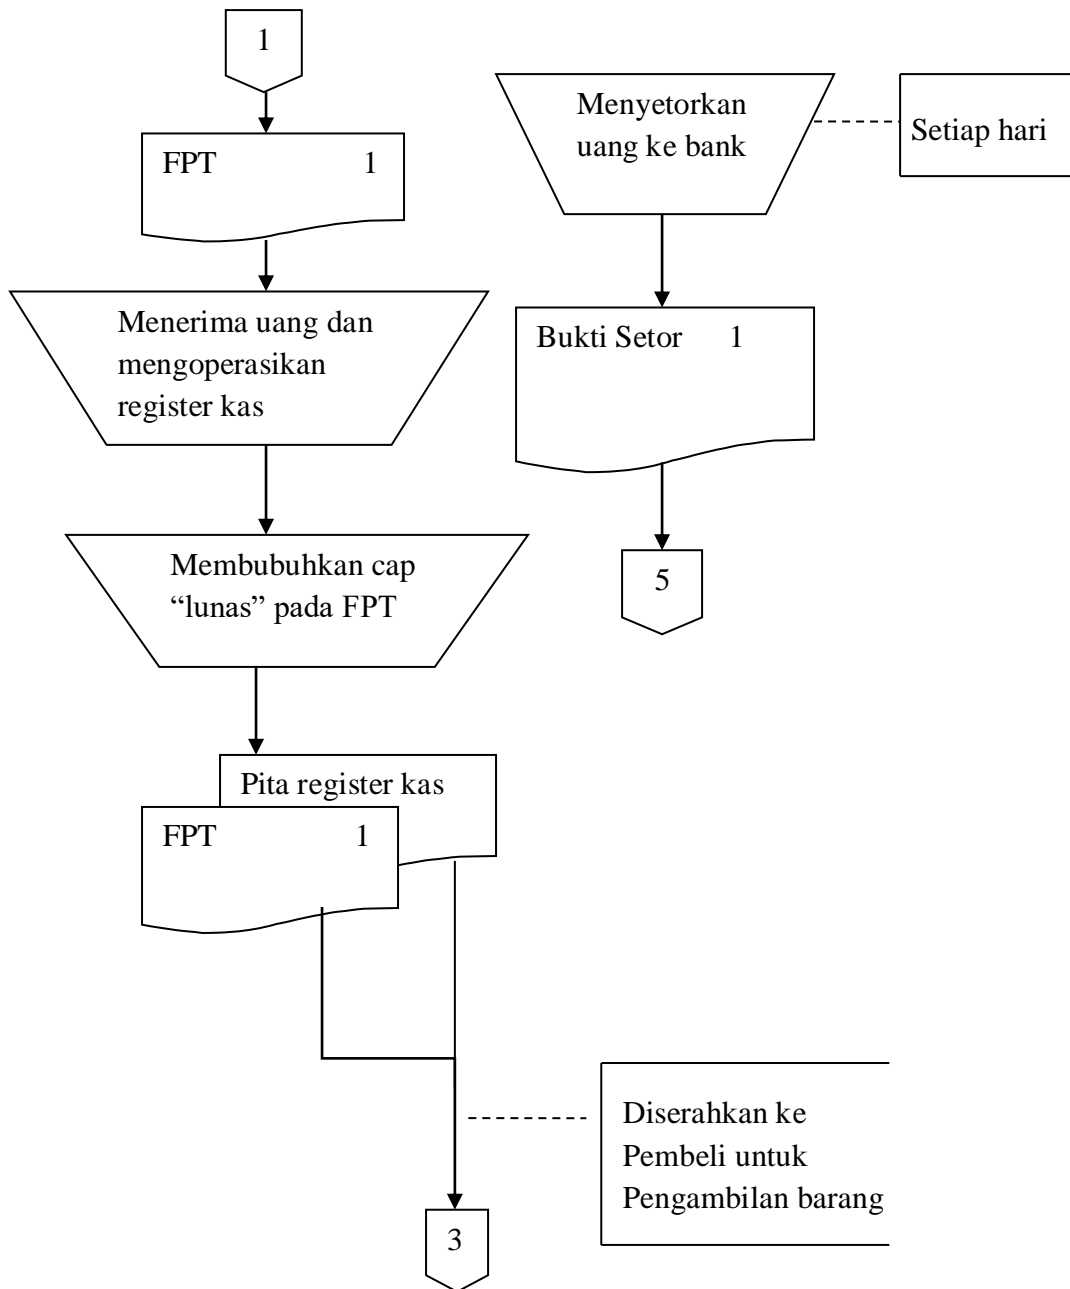 1
FPT 1
Menerima uang dan
mengoperasikan
register kas
Membubuhkan cap
“lunas” pada FPT
Pita register kas
FPT 1
Diserahkan ke
Pembeli untuk
Pengambilan barang
3
Menyetorkan
uang ke bank
Setiap hari
Bukti Setor 1
5